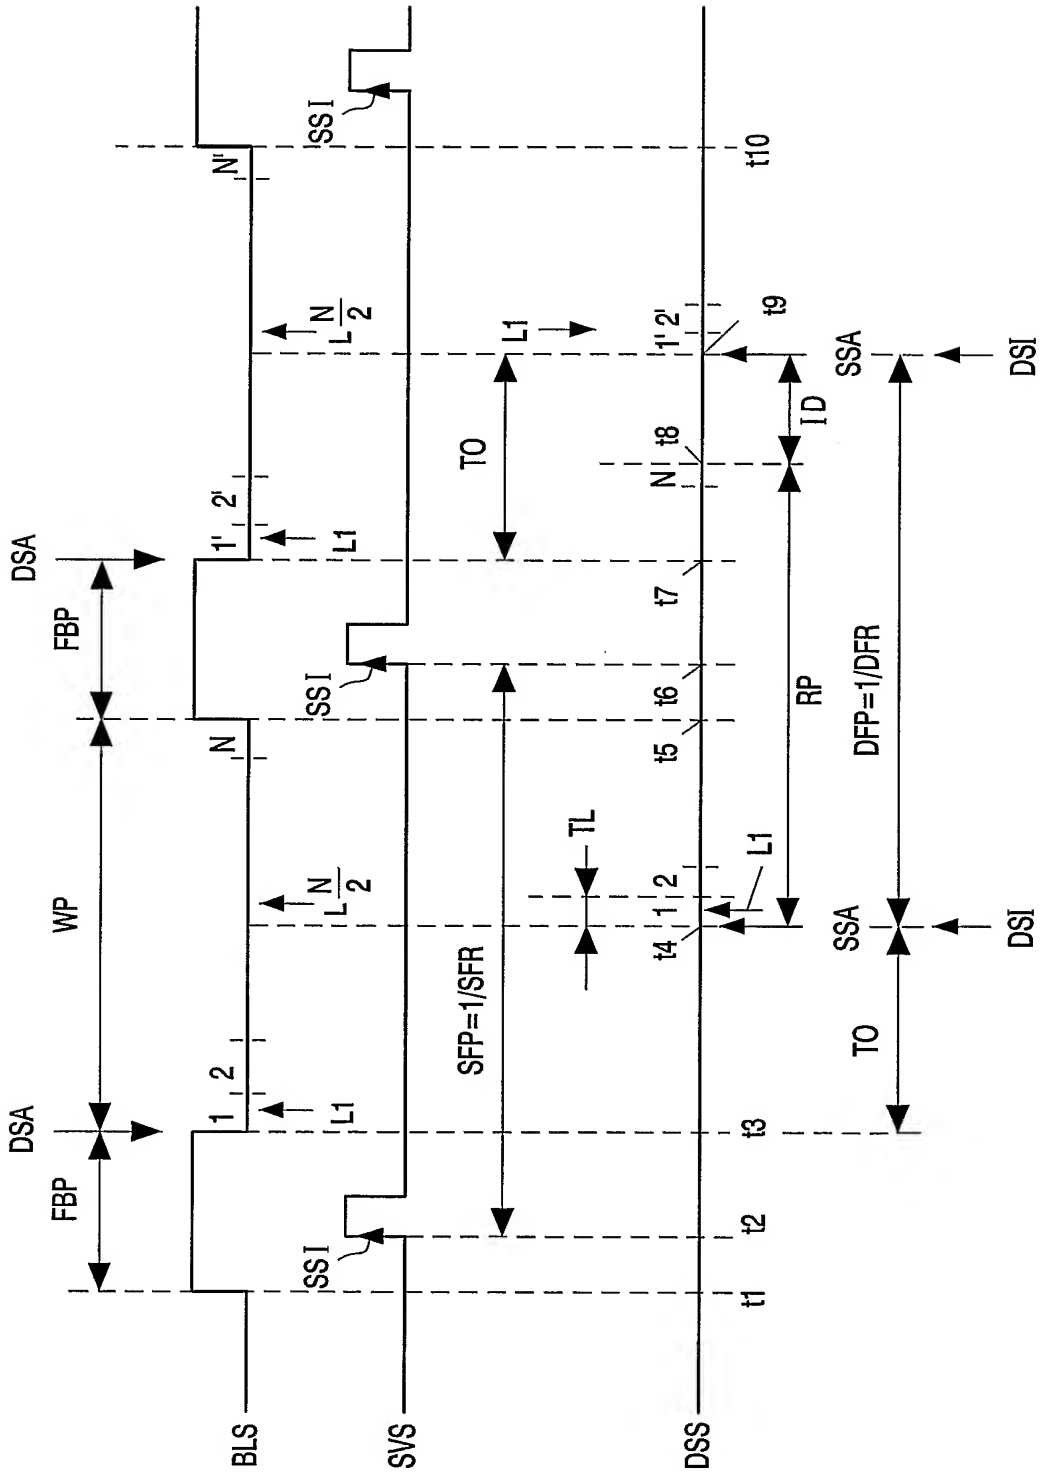 DSA
DSA
FBP
WP
FBP
BLS
1
2
N
1'
2'
N'
L1
L N/2
L1
L N/2
SVS
SSI
SSI
SSI
SFP=1/SFR
TO
TL
L1
DSS
t4
1
2
t5
t6
t7
N
t8
1'
2'
t1
t2
t3
L1
t9
t10
RP
ID
SSA
SSA
TO
DFP=1/DFR
DSI
DSI